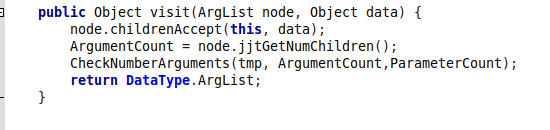 public Object visit(ArgList node, Object data) {
node.childrenAccept(this, data);
ArgumentCount = node.jjtGetNumChildren();
CheckNumberArguments(tmp, ArgumentCount,ParameterCount);
return DataType.ArgList;
}